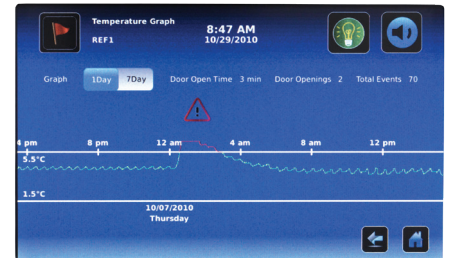 Temperature Graph
REF1
8:47 AM
10/29/2010
Graph 1Day 7Day Door Open Time 3 min Door Openings 2 Total Events 70
4 pm 8 pm 12 am 4 am 8 am 12 pm
5.5°C
1.5°C
10/07/2010
Thursday